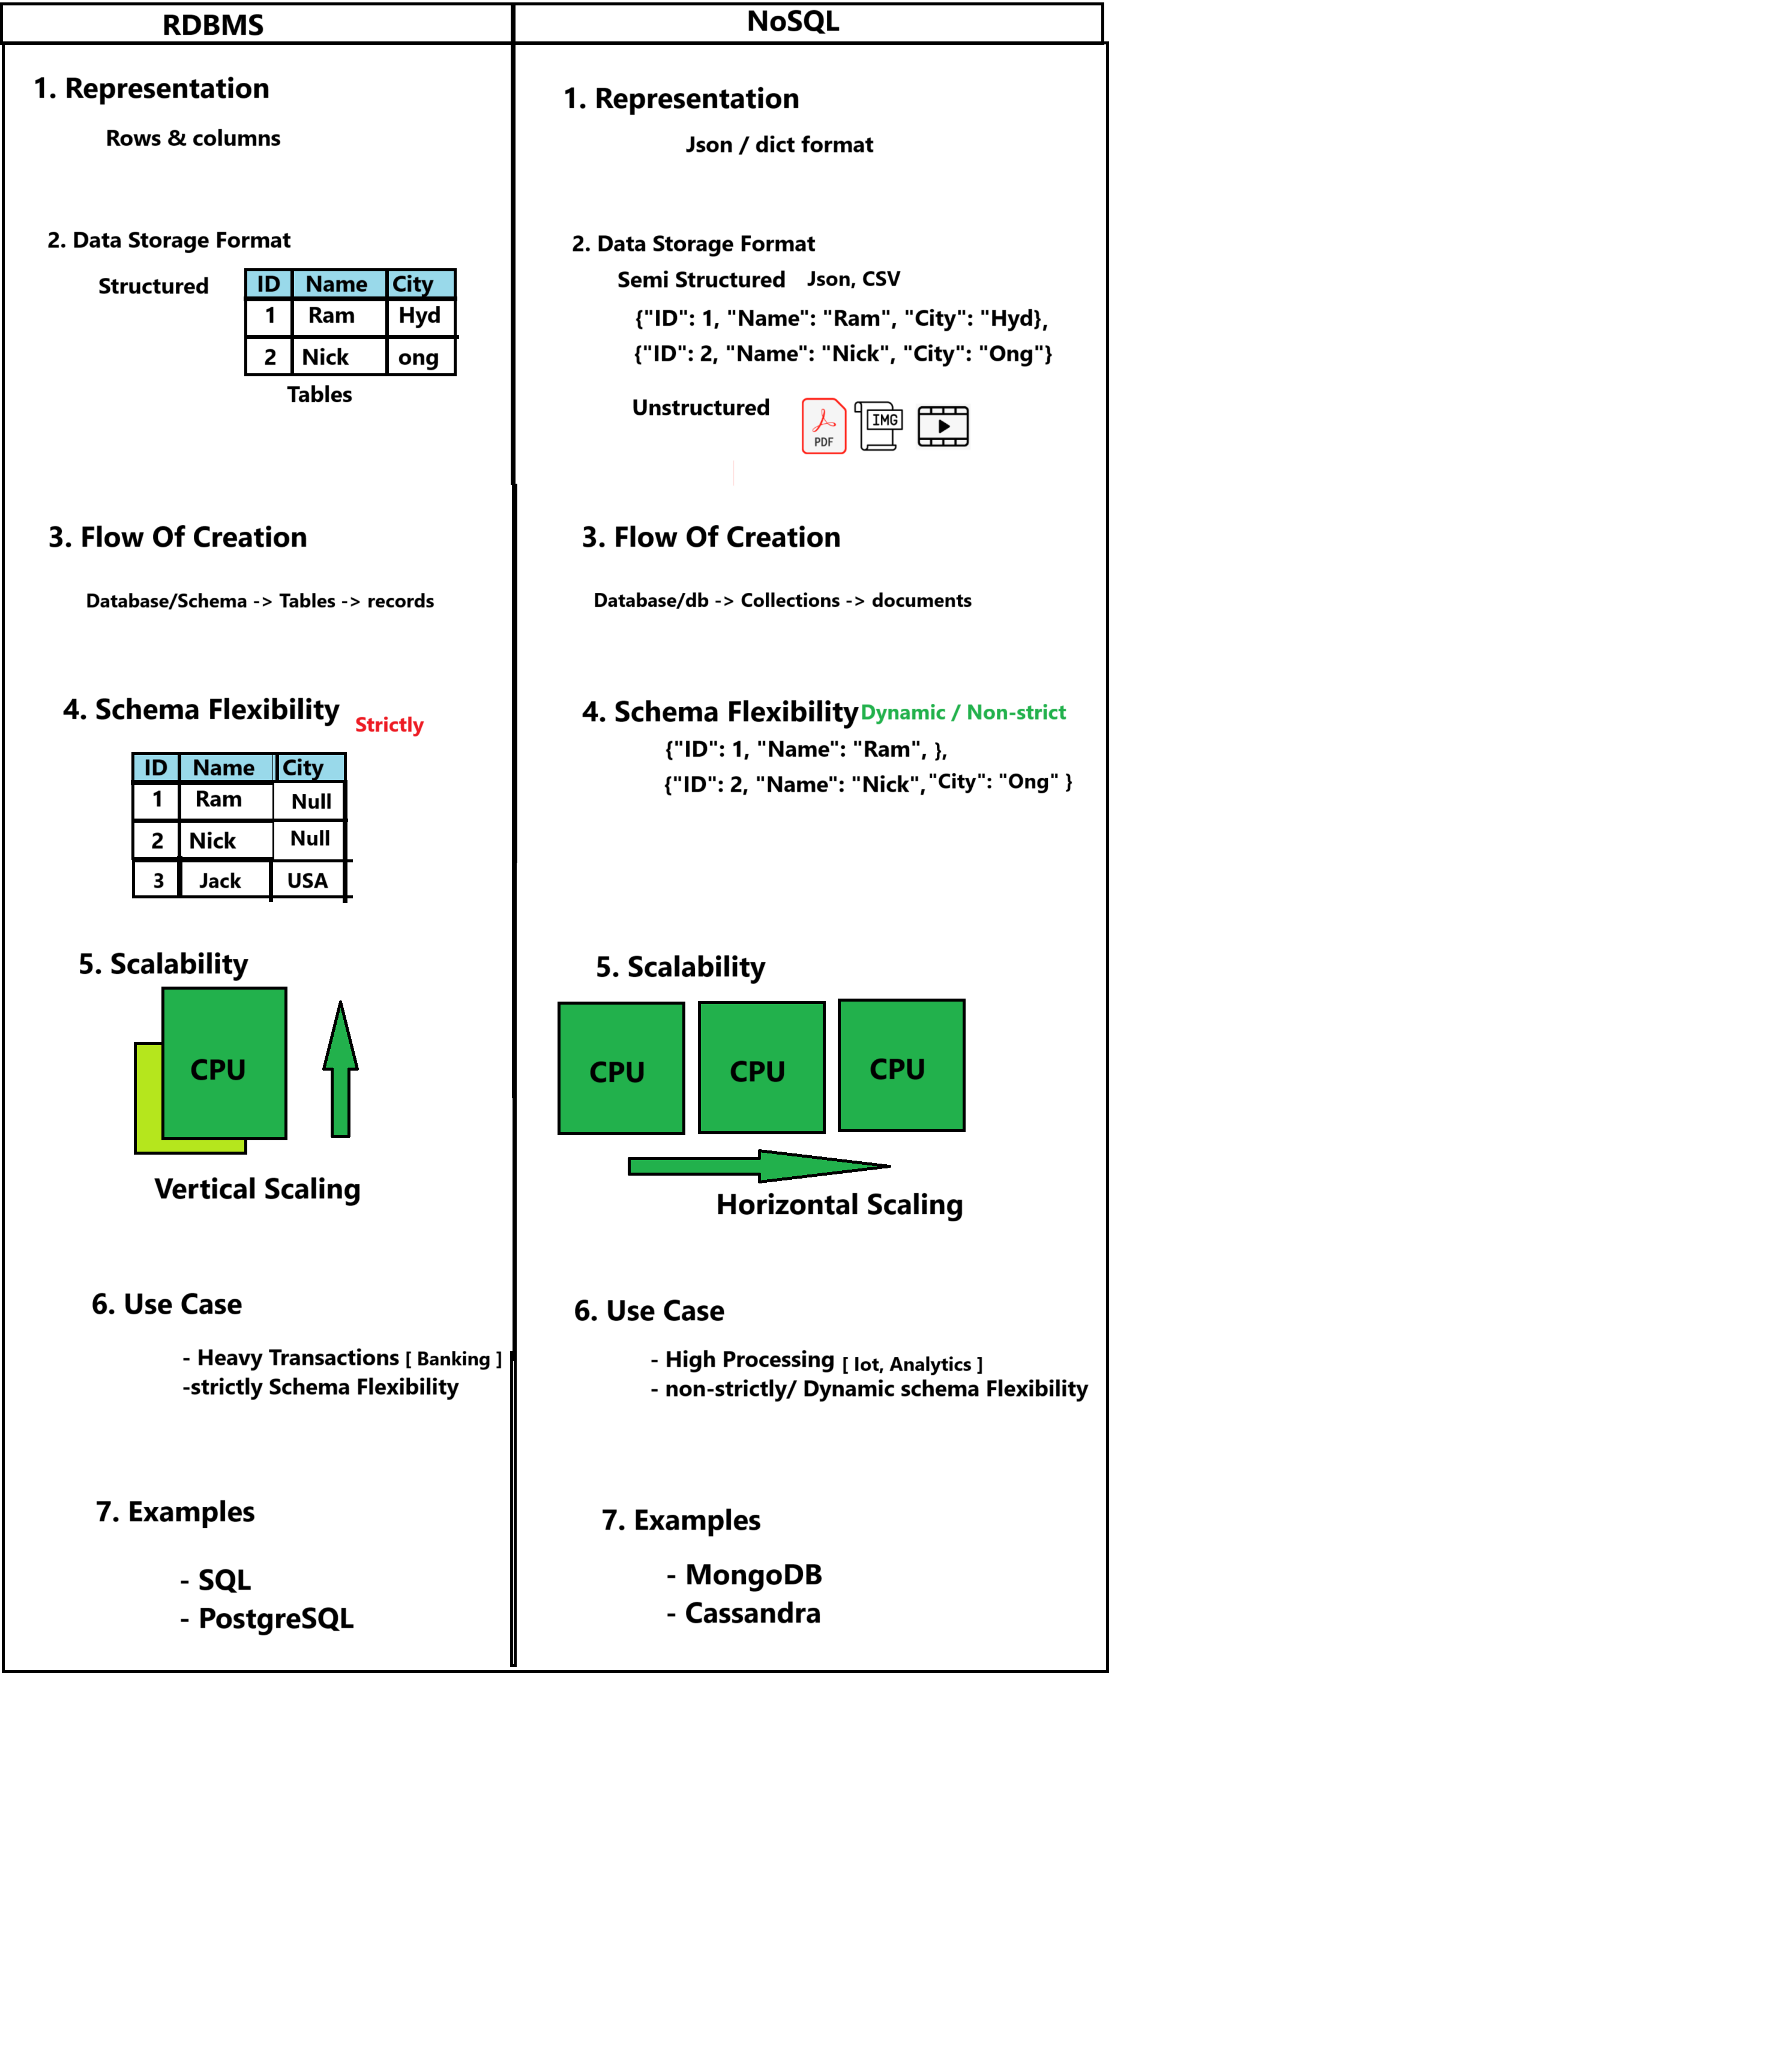 RDBMS
NoSQL
1. Representation
Rows & columns
2. Data Storage Format
Structured
ID Name City
1 Ram Hyd
2 Nick ong
Tables
3. Flow Of Creation
Database/Schema -> Tables -> records
4. Schema Flexibility Strictly
ID Name City
1 Ram Null
2 Nick Null
3 Jack USA
5. Scalability
CPU
Vertical Scaling
6. Use Case
- Heavy Transactions [ Banking ]
-strictly Schema Flexibility
7. Examples
- SQL
- PostgreSQL
1. Representation
Json / dict format
2. Data Storage Format
Semi Structured Json, CSV
{"ID": 1, "Name": "Ram", "City": "Hyd},
{"ID": 2, "Name": "Nick", "City": "Ong"}
Unstructured
PDF
IMG
3. Flow Of Creation
Database/db -> Collections -> documents
4. Schema Flexibility Dynamic / Non-strict
{"ID": 1, "Name": "Ram", },
{"ID": 2, "Name": "Nick", "City": "Ong" }
5. Scalability
CPU CPU CPU
Horizontal Scaling
6. Use Case
- High Processing [ Iot, Analytics ]
- non-strictly/ Dynamic schema Flexibility
7. Examples
- MongoDB
- Cassandra